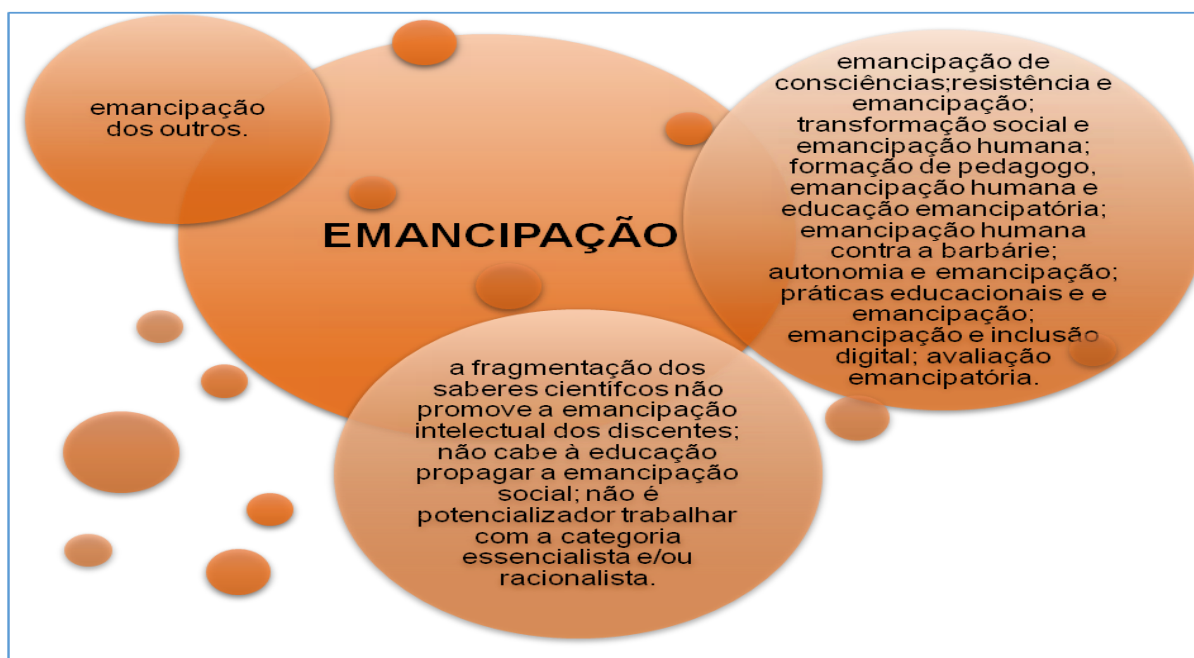 emancipação
dos outros.
EMANCIPAÇÃO
emancipação de
consciências;resistência e
emancipação;
transformação social e
emancipação humana;
formação de pedagogo,
emancipação humana e
educação emancipatória;
emancipação humana
contra a barbárie;
autonomia e emancipação;
práticas educacionais e e
emancipação;
emancipação e inclusão
digital; avaliação
emancipatória.
a fragmentação dos
saberes científcos não
promove a emancipação
intelectual dos discentes;
não cabe à educação
propagar a emancipação
social; não é
potencializador trabalhar
com a categoria
essencialista e/ou
racionalista.